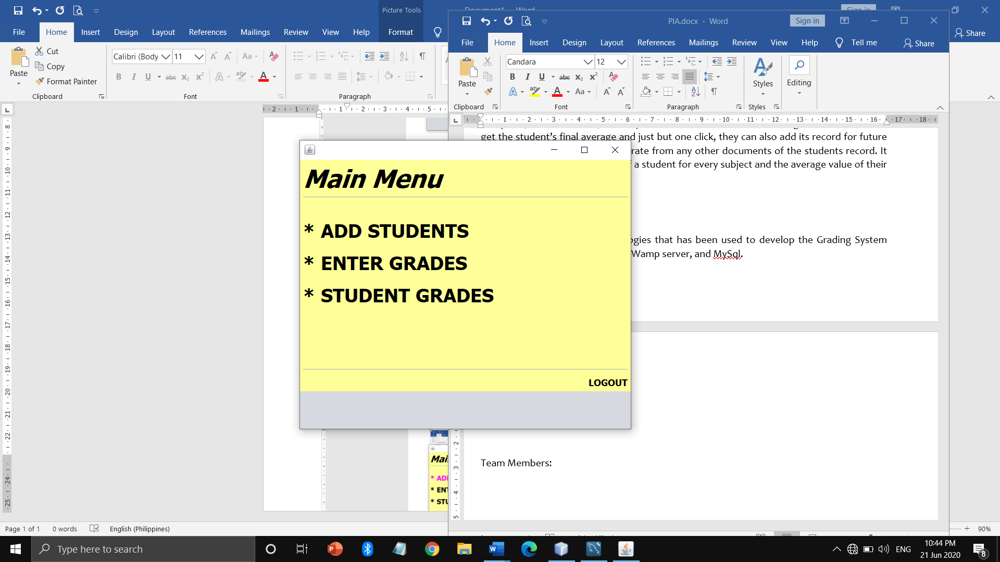 Picture Tools
Document1 - Word
Sign in
File Home Insert Design Layout References Mailings Review View Help Format
Share
Paste
Cut
Copy
Format Painter
Clipboard
Calibri (Body
11
Font
Paragraph
PIA.docx - Word
Sign in
File Home Insert Design Layout References Mailings Review View Help Tell me Share
Paste
Clipboard
Candara
12
Font
Paragraph
Styles
Styles
Editing
get the student's final average and just but one click, they can also add its record for future
rate from any other documents of the students record. It
a student for every subject and the average value of their
ogies that has been used to develop the Grading System
Wamp server, and MySql.
Team Members:
Main Menu
* ADD STUDENTS
* ENTER GRADES
* STUDENT GRADES
LOGOUT
Mai
* AD
* ENT
* STU
Page 1 of 1 0 words English (Philippines)
90%
Type here to search
ENG
10:44 PM
21 Jun 2020
8